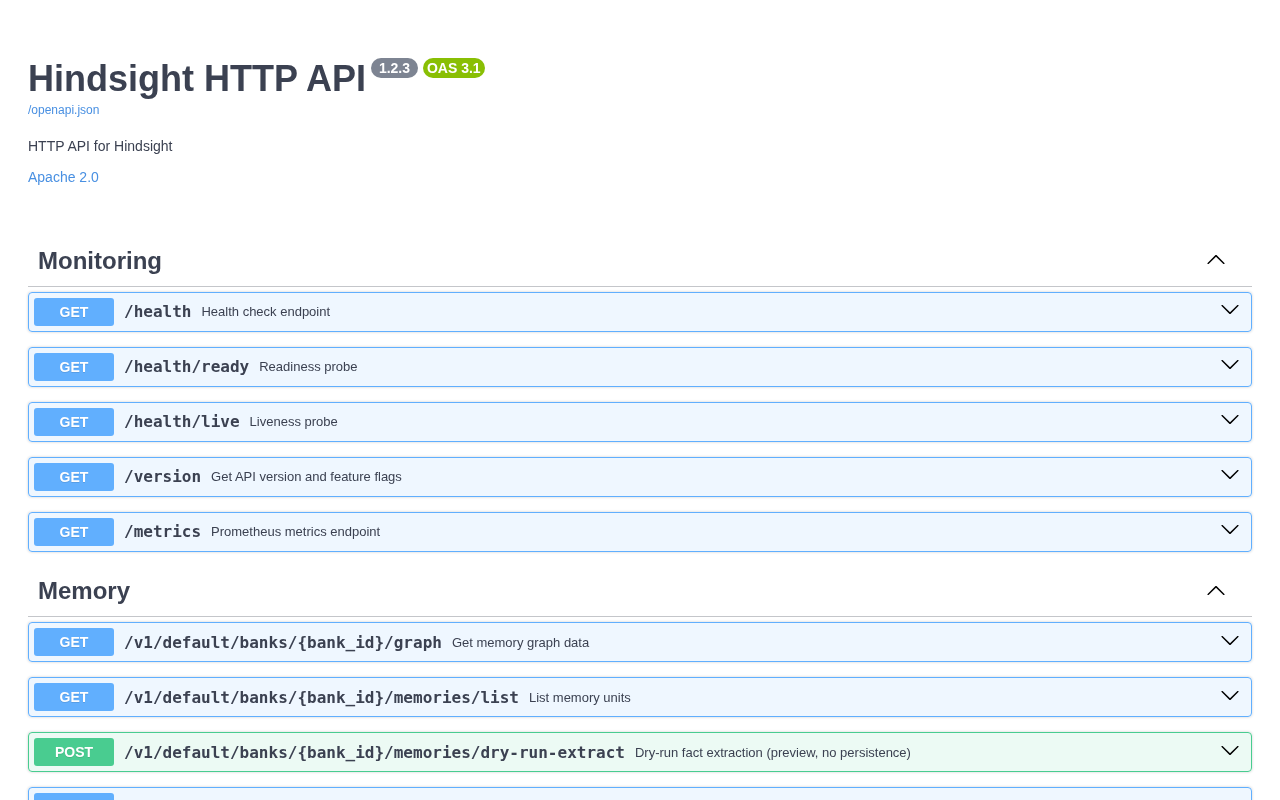 Hindsight HTTP API 1.2.3 OAS 3.1
/openapi.json
HTTP API for Hindsight
Apache 2.0
Monitoring
GET /health Health check endpoint
GET /health/ready Readiness probe
GET /health/live Liveness probe
GET /version Get API version and feature flags
GET /metrics Prometheus metrics endpoint
Memory
GET /v1/default/banks/{bank_id}/graph Get memory graph data
GET /v1/default/banks/{bank_id}/memories/list List memory units
POST /v1/default/banks/{bank_id}/memories/dry-run-extract Dry-run fact extraction (preview, no persistence)